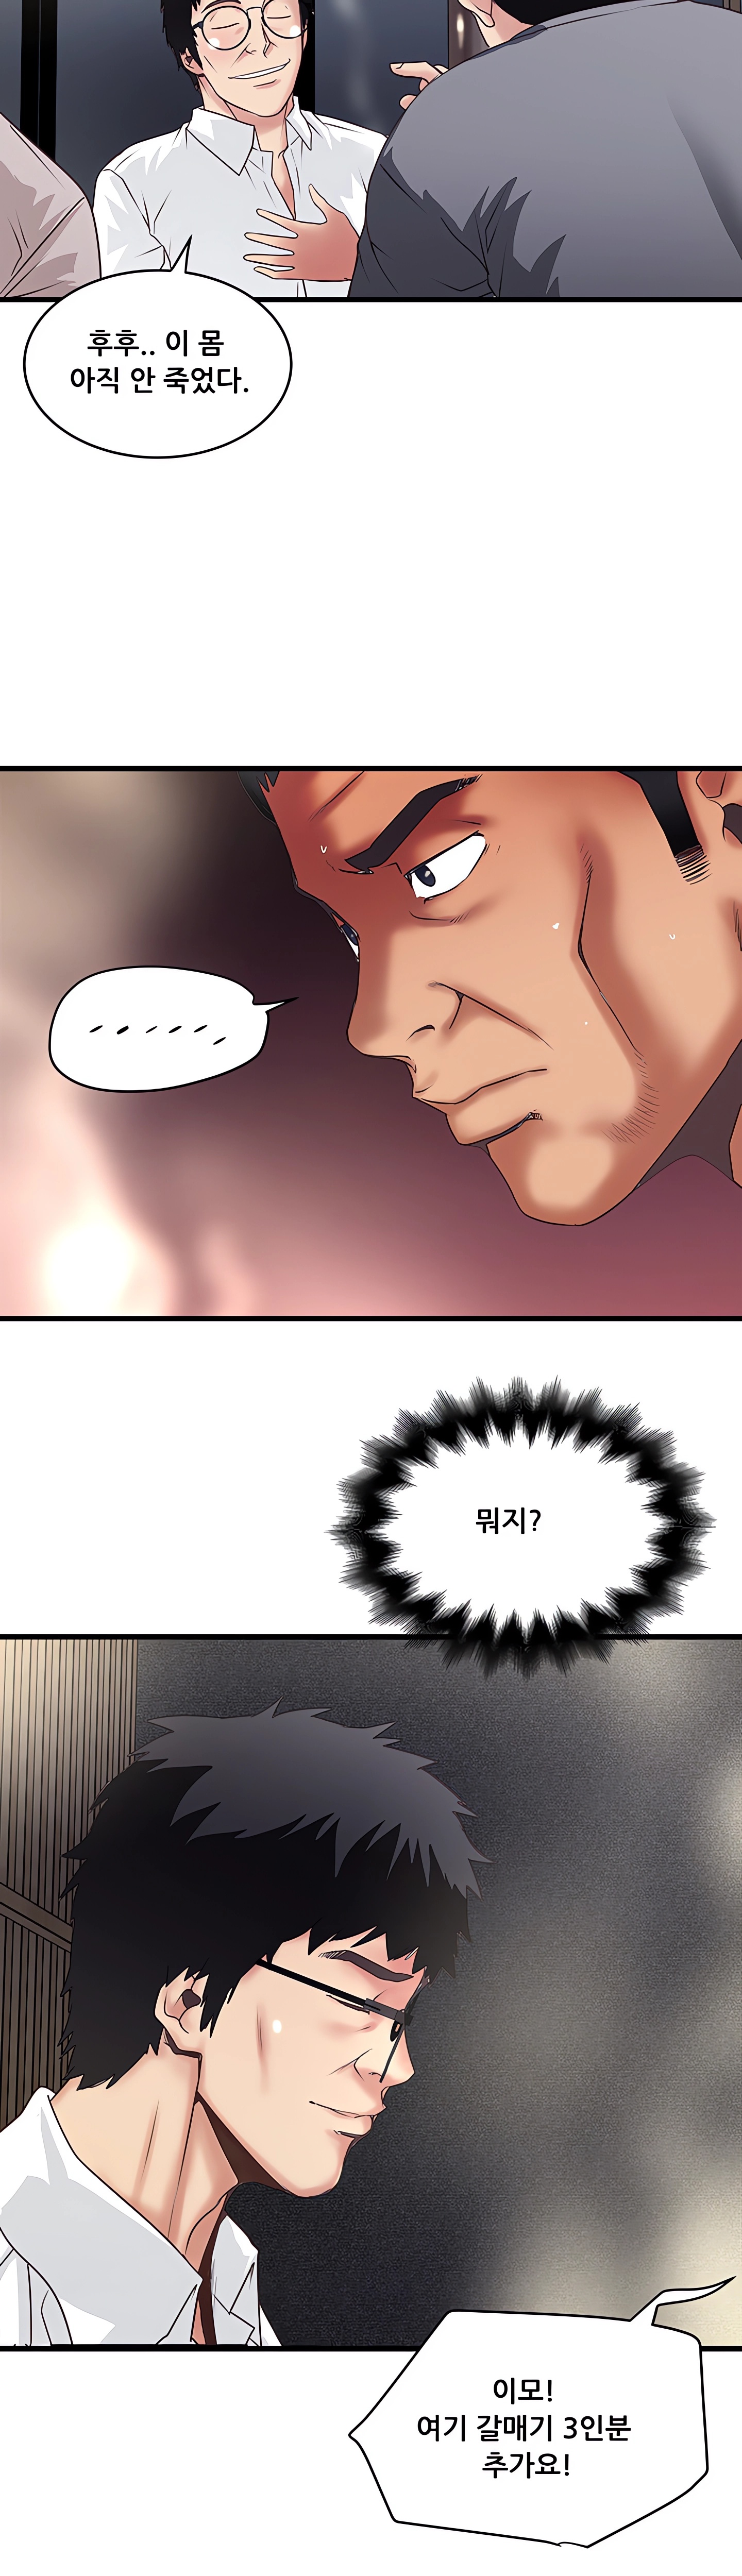 후후.. 이 몸
아직 안 죽었다.
......
뭐지?
이모!
여기 갈매기 3인분
추가요!